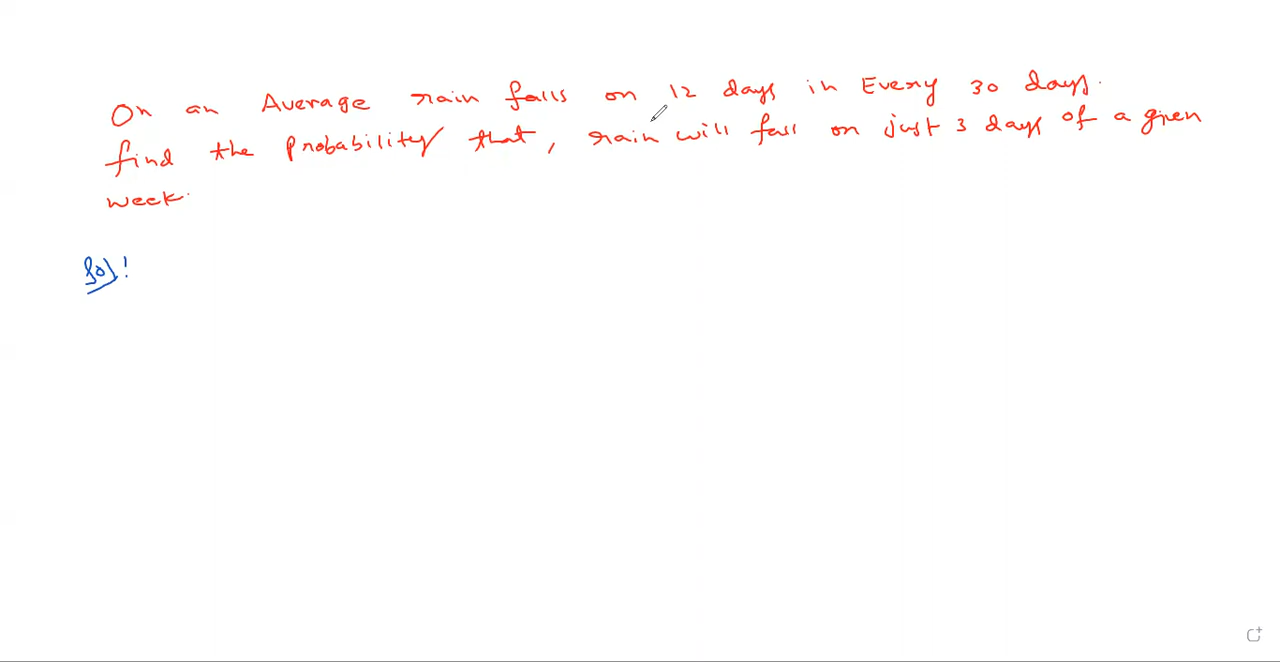 On an Average rain falls on 12 days in Every 30 days.
find the Probability that, rain will fall on just 3 days of a given
week.
Sol!